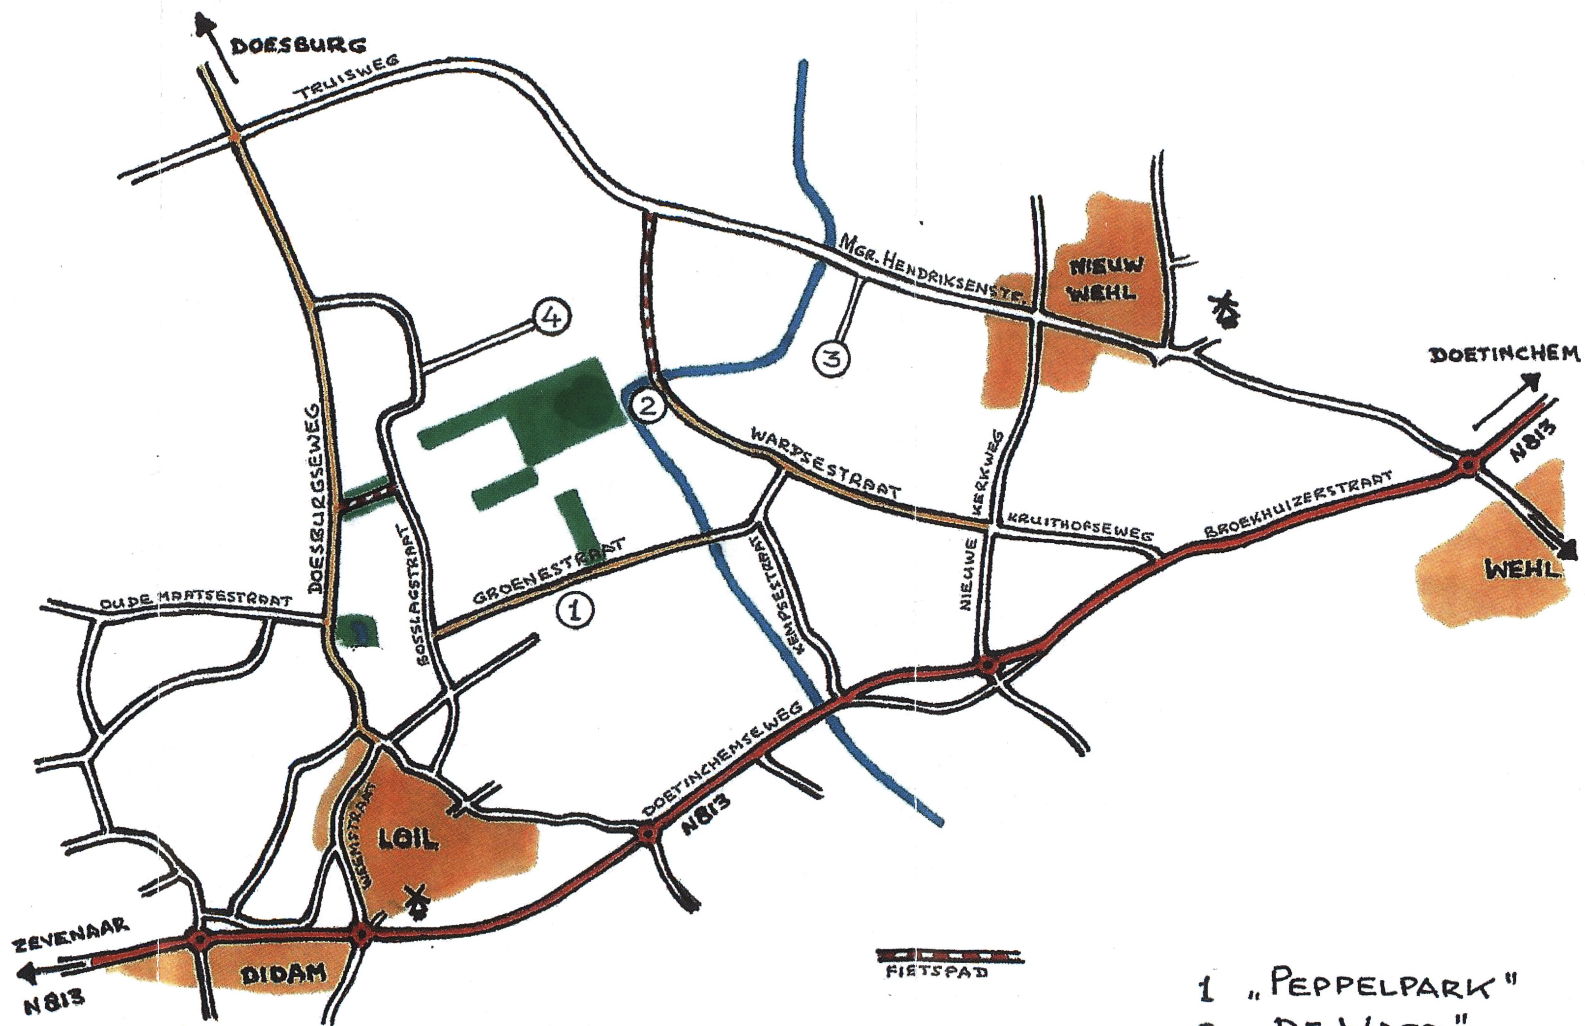 DOESBURG
TRUISWEG
MGR. HENDRIKSENSTR.
NIEUW
WEHL
4
3
2
DOETINCHEM
N813
DOESBURGSEWEG
WARDSESTRAAT
KERKWEG
NIEUWE
KRUITHOFSEWEG
BROEKHUIZERSTRAAT
WEHL
BOSSLAGSTRAAT
GROENESTRAAT
1
KEMPSESTRAAT
OUDE MAATSESTRAAT
DOETINCHEMSEWEG
N813
LOIL
ZEVENAAR
N813
DIDAM
FIETSPAD
1 „PEPPELPARK"